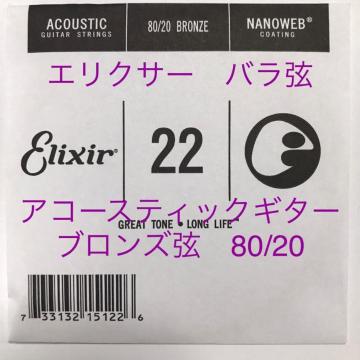 ACOUSTIC
GUITAR STRINGS
80/20 BRONZE
NANOWEB®
COATING
エリクサー　バラ弦
Elixir®
22
アコースティックギター
GREAT TONE • LONG LIFE
ブロンズ弦　80/20
7 33132 15122 6